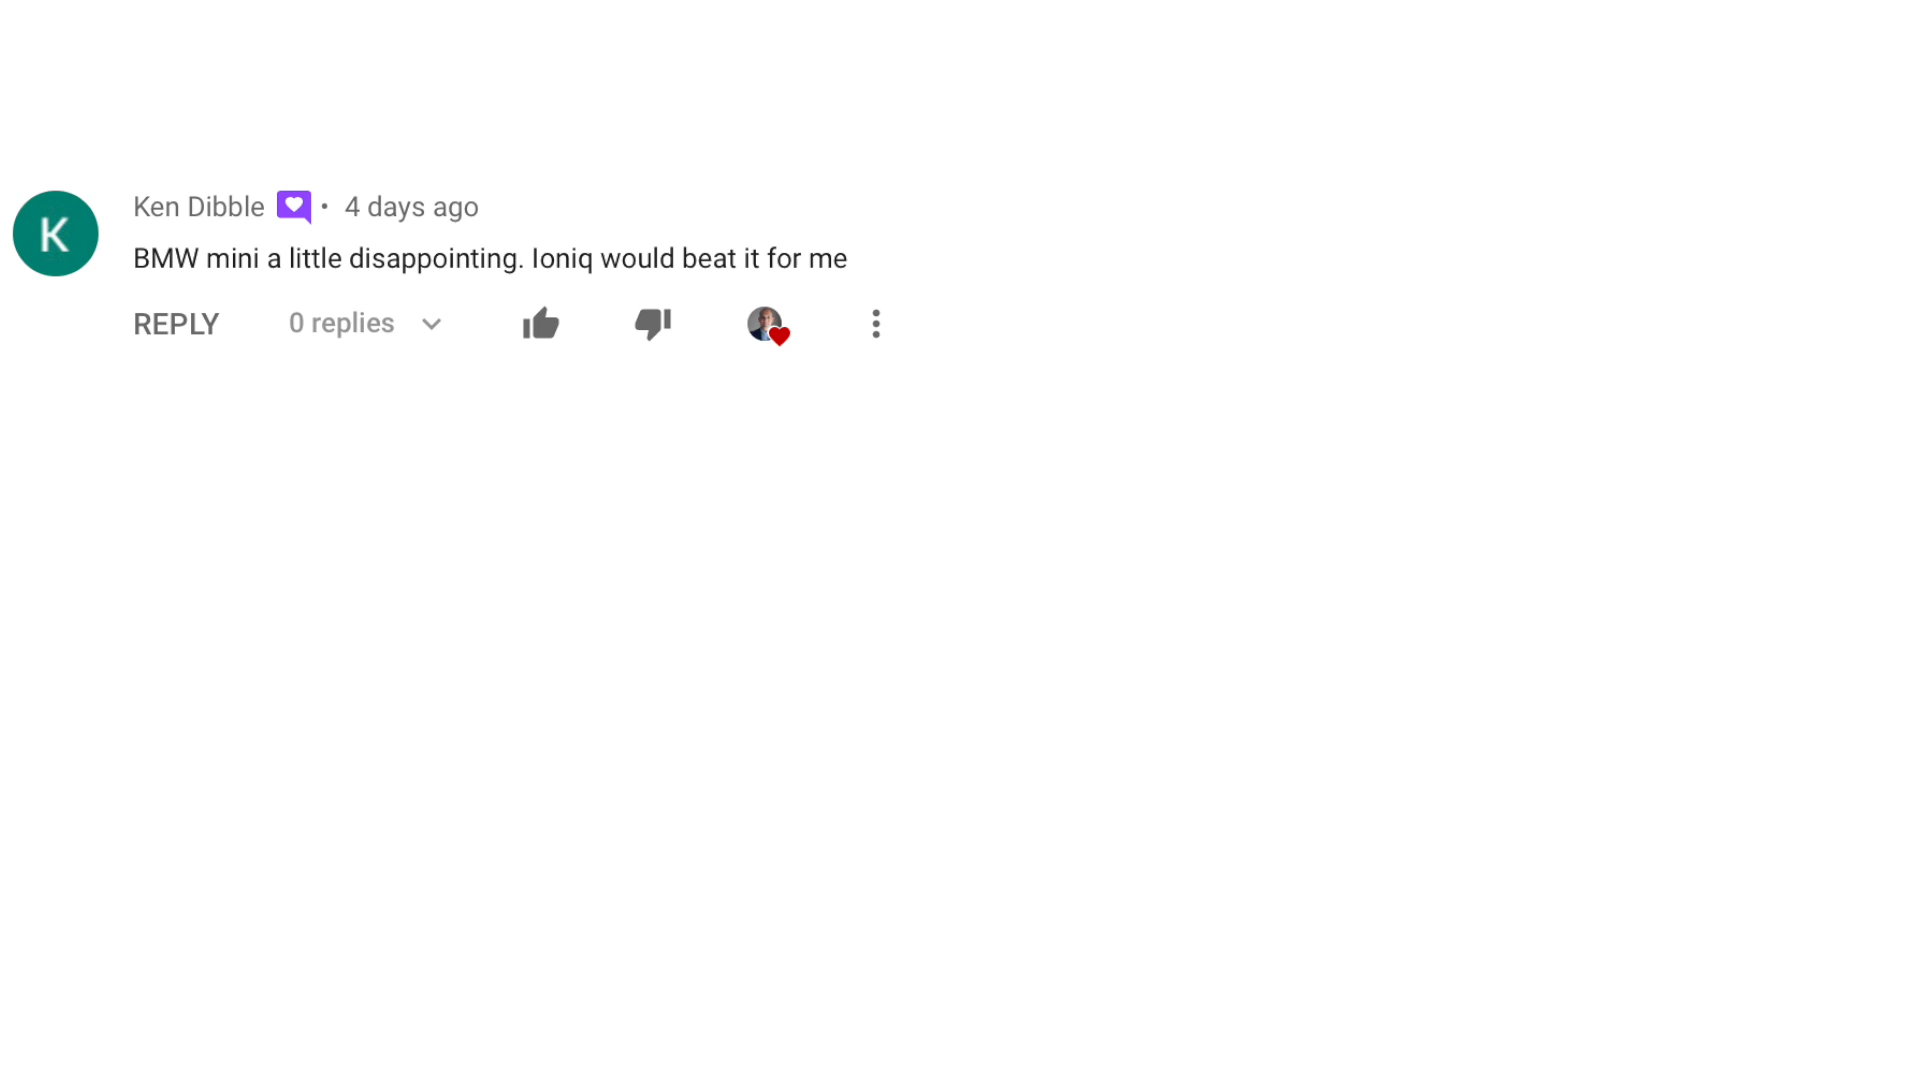 K
Ken Dibble • 4 days ago
BMW mini a little disappointing. Ioniq would beat it for me
REPLY 0 replies